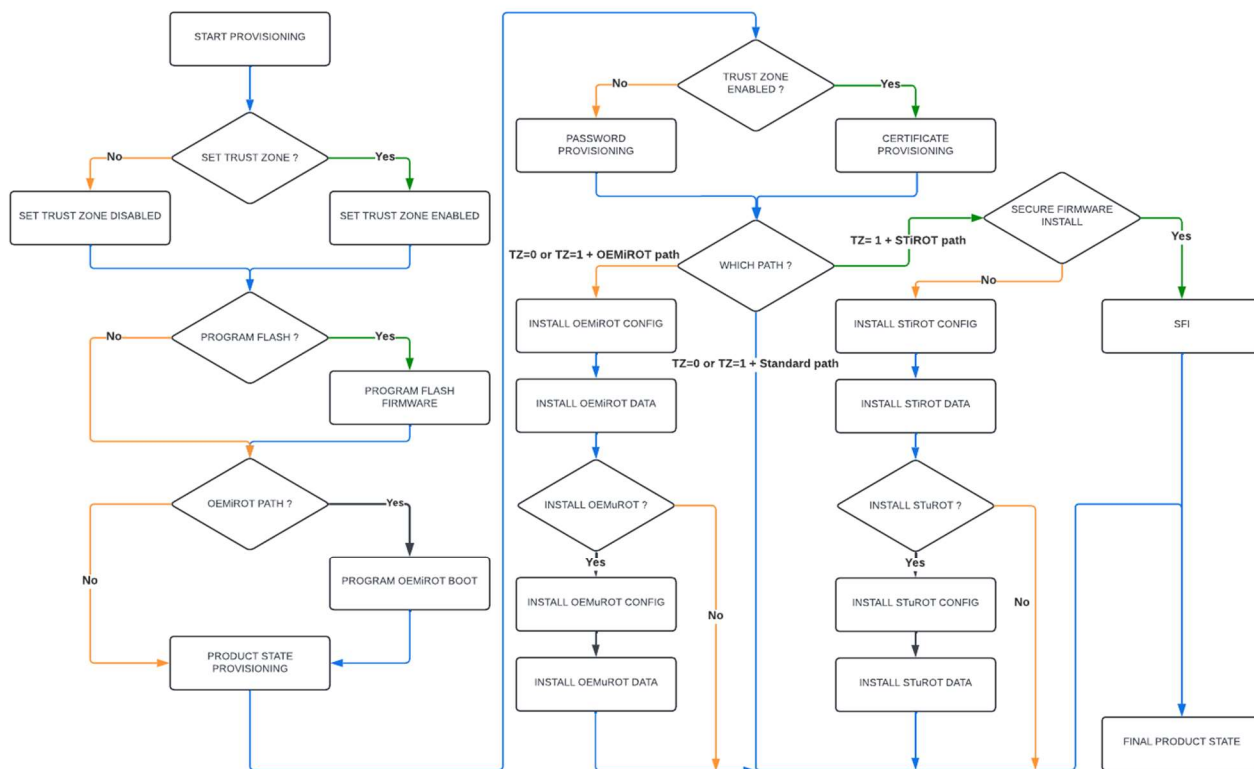 START PROVISIONING
SET TRUST ZONE ?
No
Yes
SET TRUST ZONE DISABLED
SET TRUST ZONE ENABLED
PROGRAM FLASH ?
No
Yes
PROGRAM FLASH
FIRMWARE
OEMiROT PATH ?
Yes
No
PROGRAM OEMiROT BOOT
PRODUCT STATE
PROVISIONING
TRUST ZONE
ENABLED ?
No
Yes
PASSWORD
PROVISIONING
CERTIFICATE
PROVISIONING
WHICH PATH ?
TZ=0 or TZ=1 + OEMiROT path
TZ= 1 + STiROT path
TZ=0 or TZ=1 + Standard path
INSTALL OEMiROT CONFIG
INSTALL OEMiROT DATA
INSTALL OEMuROT ?
Yes
No
INSTALL OEMuROT CONFIG
INSTALL OEMuROT DATA
SECURE FIRMWARE
INSTALL
No
Yes
INSTALL STiROT CONFIG
INSTALL STiROT DATA
INSTALL STuROT ?
Yes
No
INSTALL STuROT CONFIG
INSTALL STuROT DATA
SFI
FINAL PRODUCT STATE